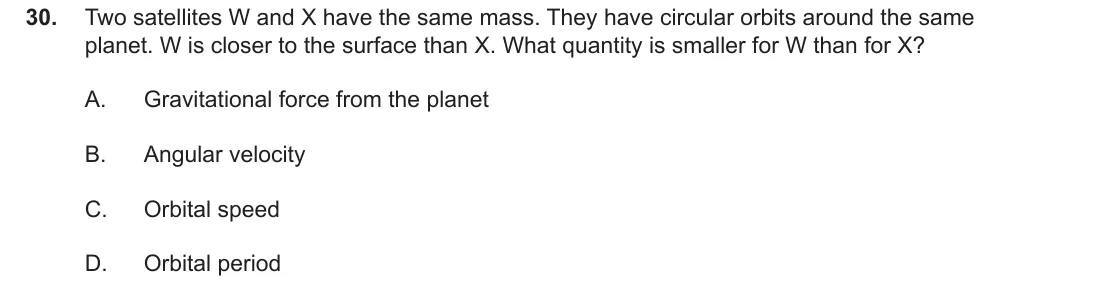 30. Two satellites W and X have the same mass. They have circular orbits around the same
planet. W is closer to the surface than X. What quantity is smaller for W than for X?
A. Gravitational force from the planet
B. Angular velocity
C. Orbital speed
D. Orbital period